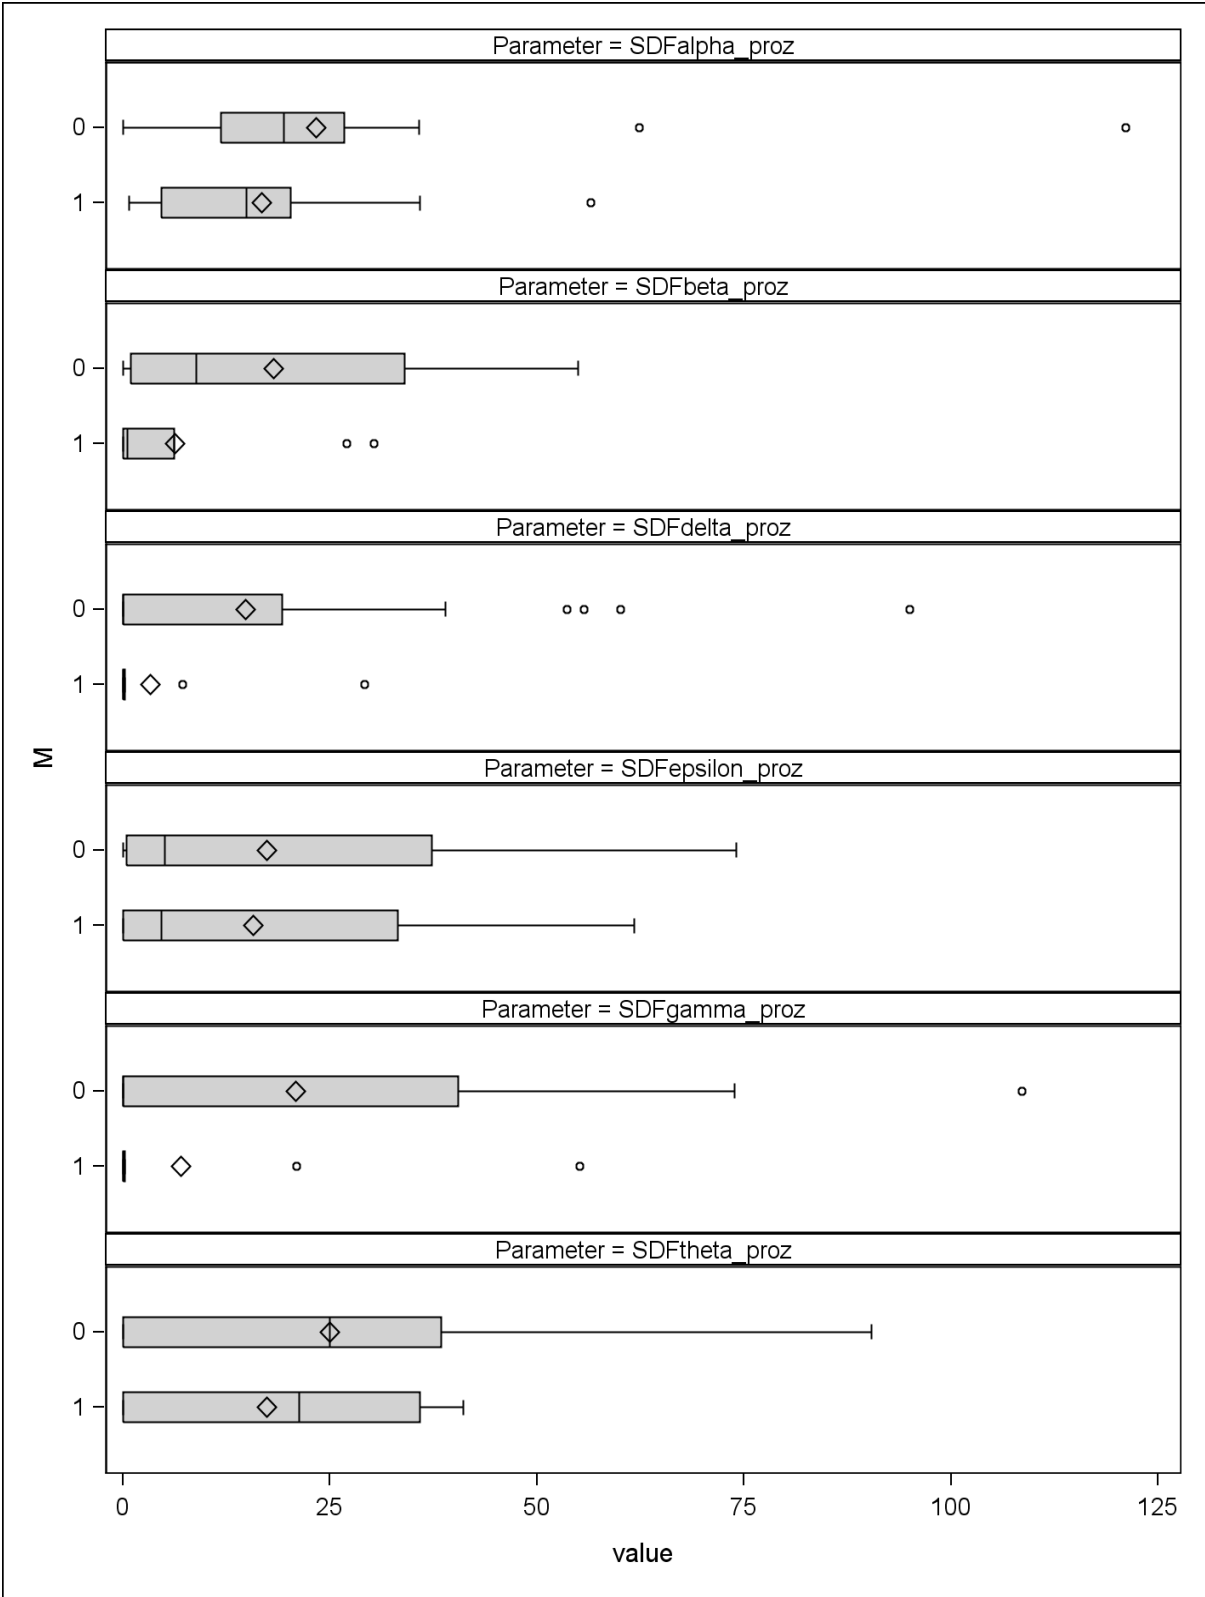 Parameter = SDFalpha_proz
0
1
Parameter = SDFbeta_proz
0
1
Parameter = SDFdelta_proz
0
1
M
Parameter = SDFepsilon_proz
0
1
Parameter = SDFgamma_proz
0
1
Parameter = SDFtheta_proz
0
1
0 25 50 75 100 125
value